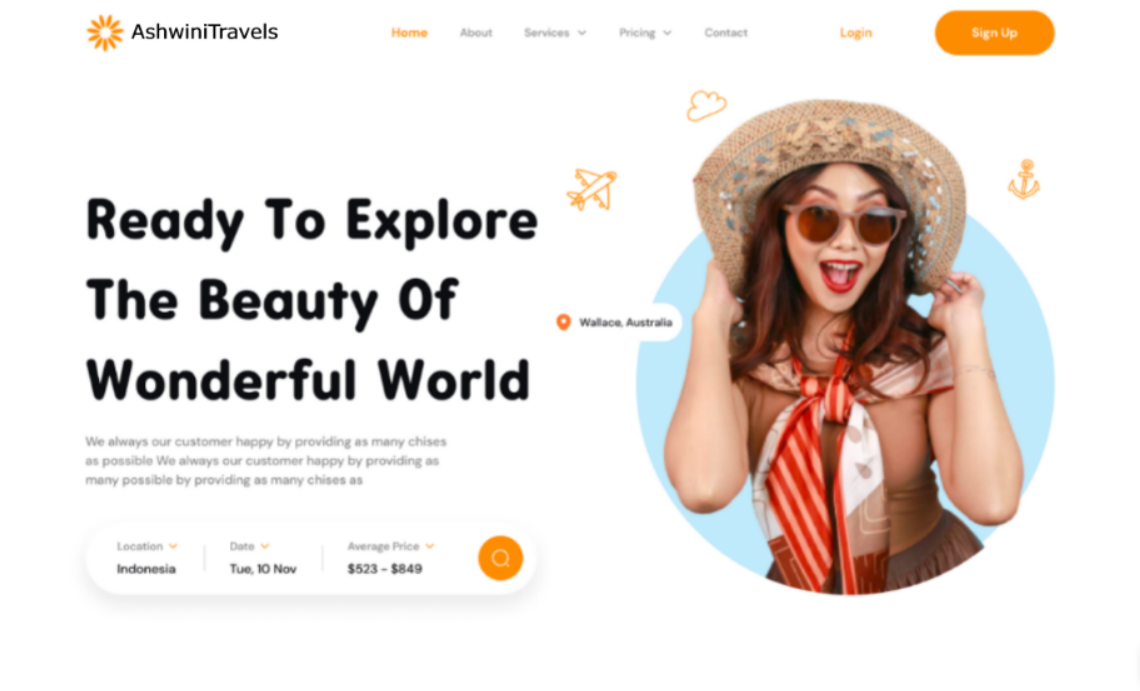 AshwiniTravels
Home About Services Pricing Contact Login Sign Up
Ready To Explore
The Beauty Of
Wonderful World
Wallace, Australia
We always our customer happy by providing as many chises
as possible We always our customer happy by providing as
many possible by providing as many chises as
Location Date Average Price
Indonesia Tue, 10 Nov $523 - $849